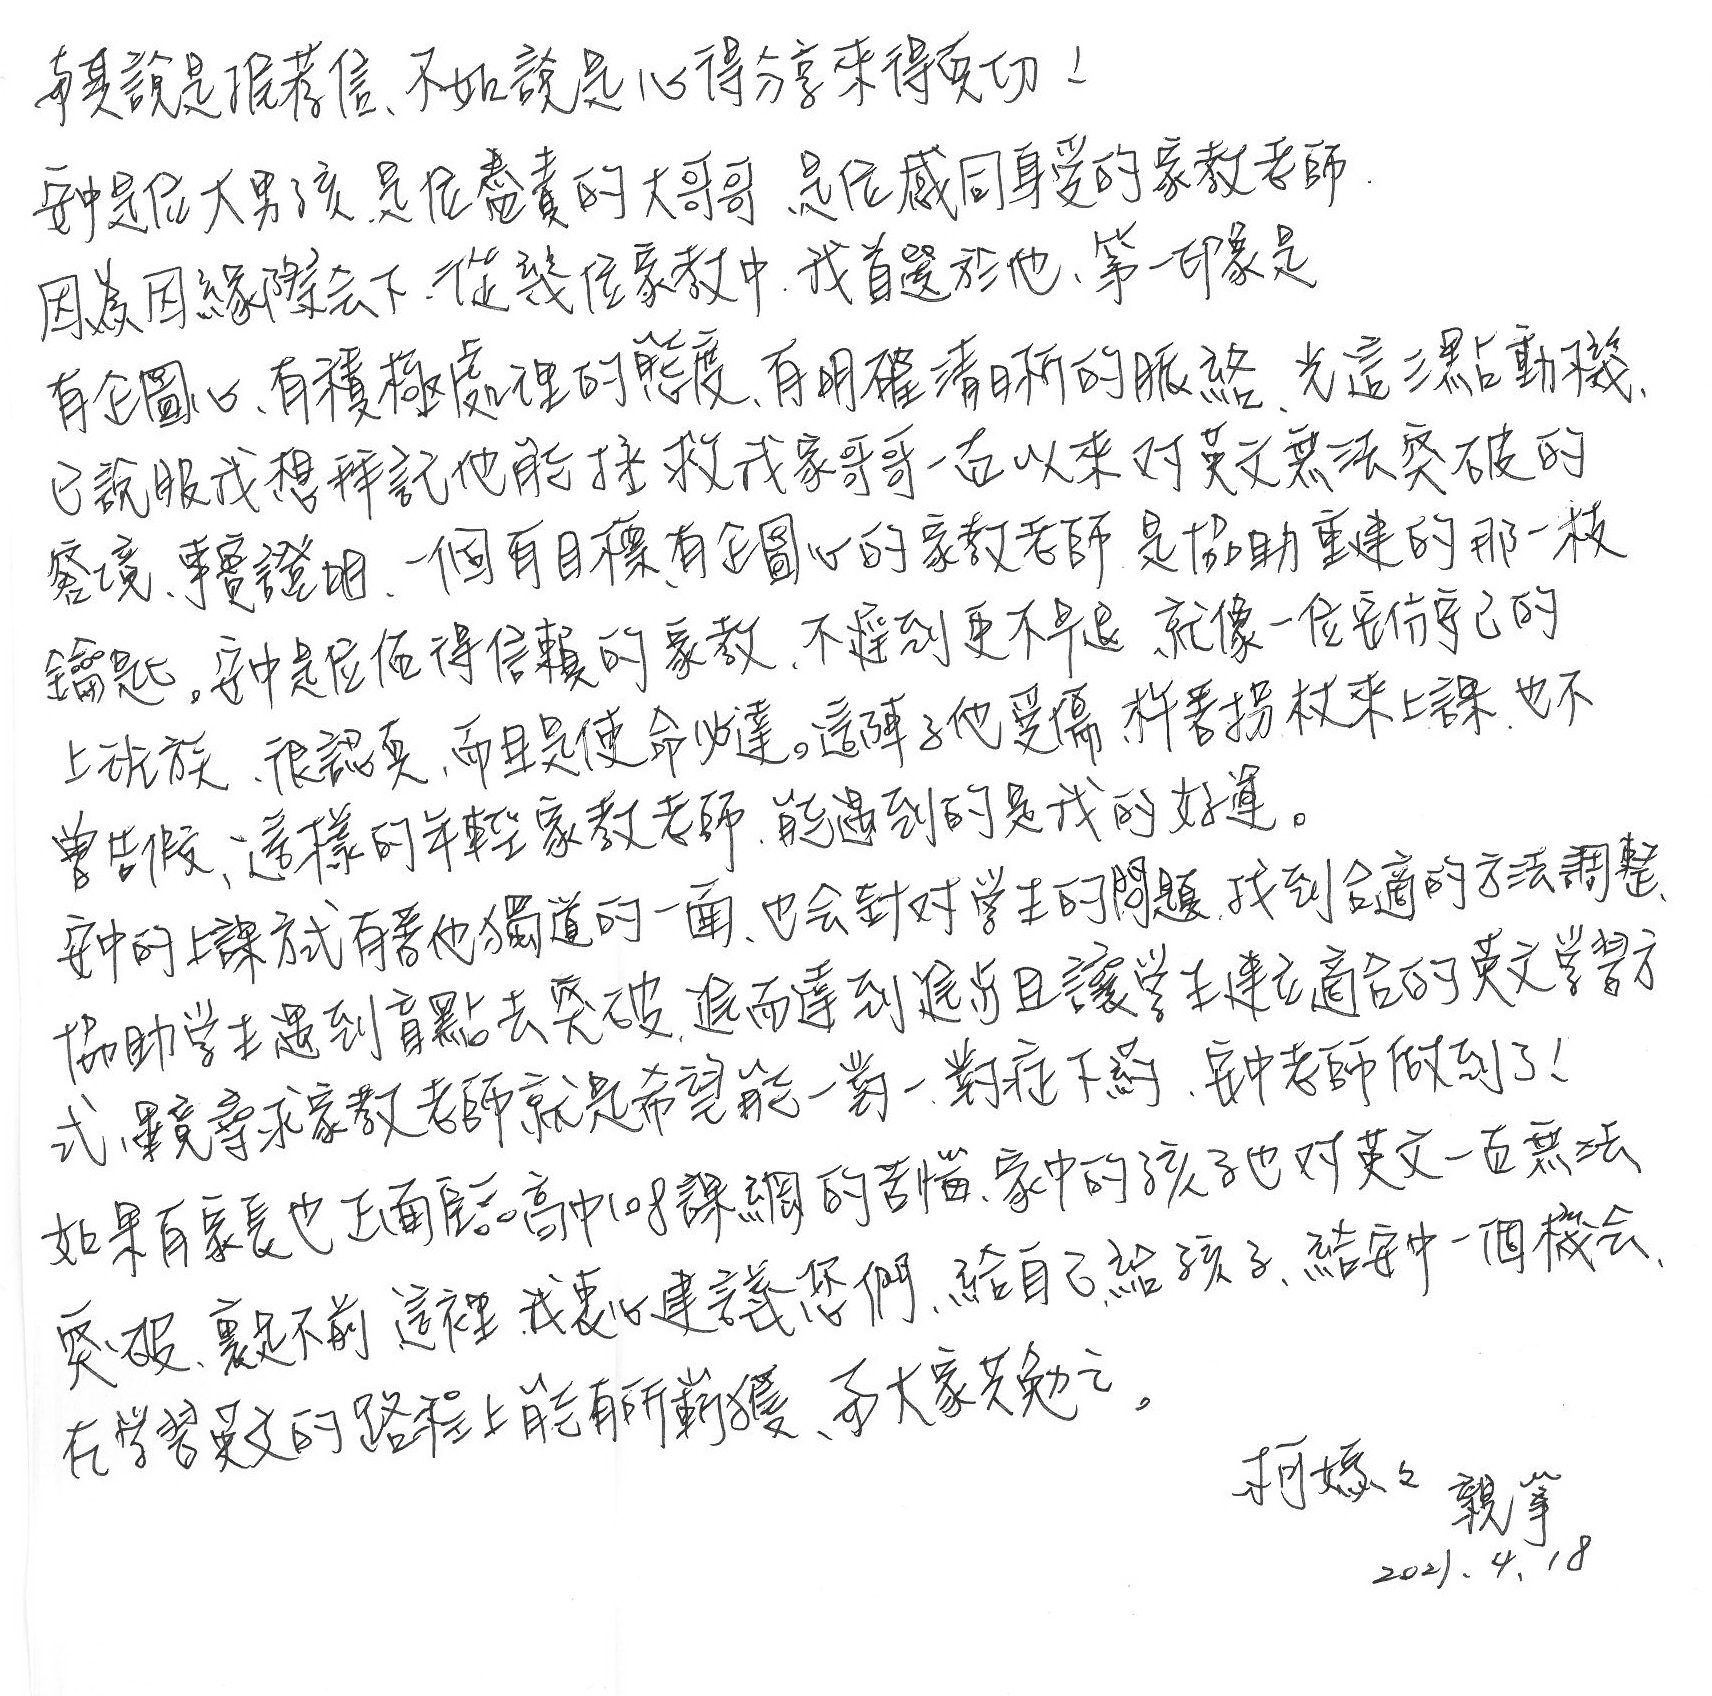 與其說是推荐信、不如說是心得分享來得更切！
安中是位大男孩 是位盡責的大哥哥 是位感同身受的家教老師.
因為因緣際会下.從幾位家教中.我首選於他、第一印象是
有企圖心、有積極處理的態度、有明確清晰的脈絡、光這三點動機、
已說服我想拜託他能拯救我家哥哥一直以來对英文無法突破的
窘境、事實證明、一個有目標、有企圖心的家教老師 是協助重建的那一枝
鑰匙。安中是位值得信賴的家教、不遲到更不早退、就像一位安份守己的
上班族、很認真、而且是使命必達。這陣子他受傷 杵著拐杖來上課 也不
曾告假、這樣的年輕家教老師、能遇到的是我的好運。
安中的上課方式有著他獨道的一面、也会針对学生的問題、找到合適的方法調整、
協助学生遇到盲點去突破、進而達到進步且讓学生建立適合的英文学習方
式、畢竟尋求家教老師就是希望能一對一、對症下葯、安中老師做到了！
如果有家長也正面臨高中108課綱的苦惱、家中的孩子也对英文一直無法
突破、裹足不前 這裡 我衷心建議您們、給自己、給孩子、給安中一個機会、
在学習英文的路程上能有所斬獲、与大家共勉之。
柯媽々 親筆
2021.4.18